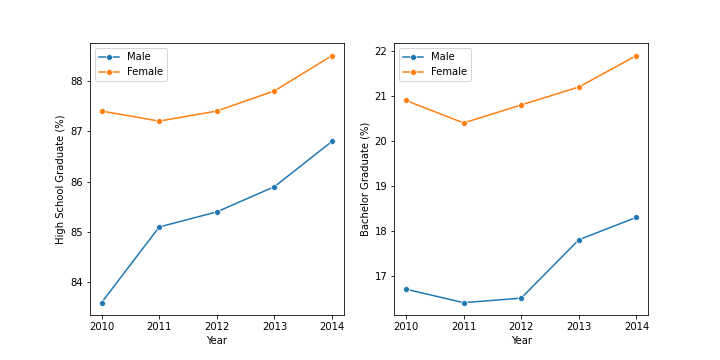 Male
Female
88
87
86
85
84
High School Graduate (%)
2010 2011 2012 2013 2014
Year
Male
Female
22
21
20
19
18
17
Bachelor Graduate (%)
2010 2011 2012 2013 2014
Year